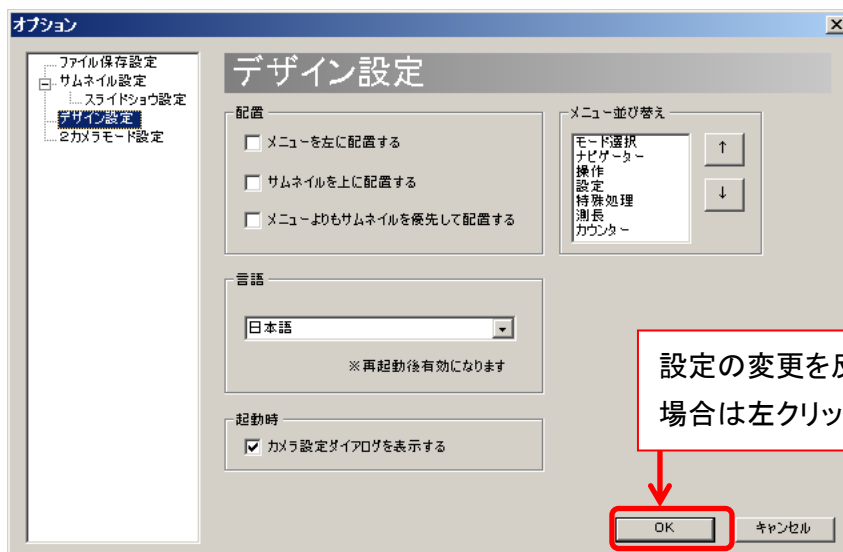 オプション
ファイル保存設定
サムネイル設定
スライドショウ設定
デザイン設定
2カメラモード設定
デザイン設定
配置
メニューを左に配置する
サムネイルを上に配置する
メニューよりもサムネイルを優先して配置する
メニュー並び替え
モード選択
ナビゲーター
操作
設定
特殊処理
測長
カウンター
↑
↓
言語
日本語
※再起動後有効になります
起動時
カメラ設定ダイアログを表示する
設定の変更を反
場合は左クリッ
OK
キャンセル